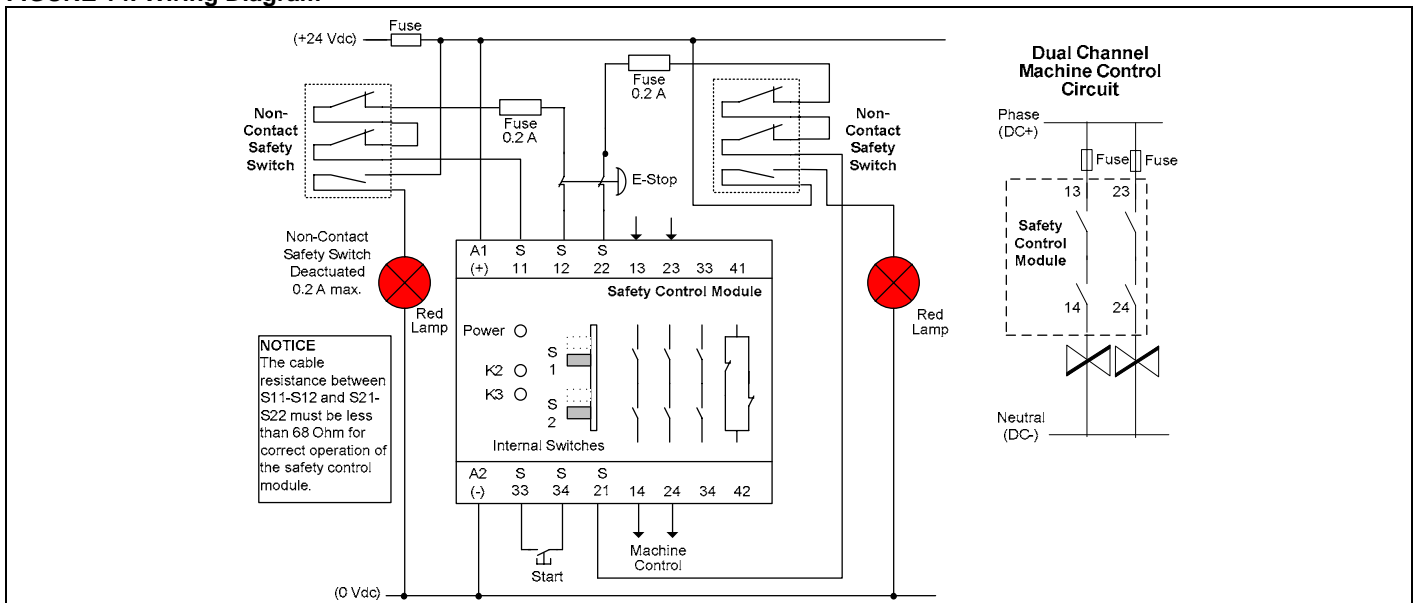 Fuse
(+24 Vdc)
Fuse
0.2 A
Fuse
0.2 A
Non-
Contact
Safety
Switch
Non-
Contact
Safety
Switch
E-Stop
Non-Contact
Safety Switch
Deactuated
0.2 A max.
Red
Lamp
Red
Lamp
A1 S S S
(+) 11 12 22 13 23 33 41
Safety Control Module
Power
K2
K3
S
1
S
2
Internal Switches
A2 S S S
(-) 33 34 21 14 24 34 42
Start
Machine
Control
(0 Vdc)
NOTICE
The cable
resistance between
S11-S12 and S21-
S22 must be less
than 68 Ohm for
correct operation of
the safety control
module.
Dual Channel
Machine Control
Circuit
Phase
(DC+)
Fuse Fuse
13 23
Safety
Control
Module
14 24
Neutral
(DC-)